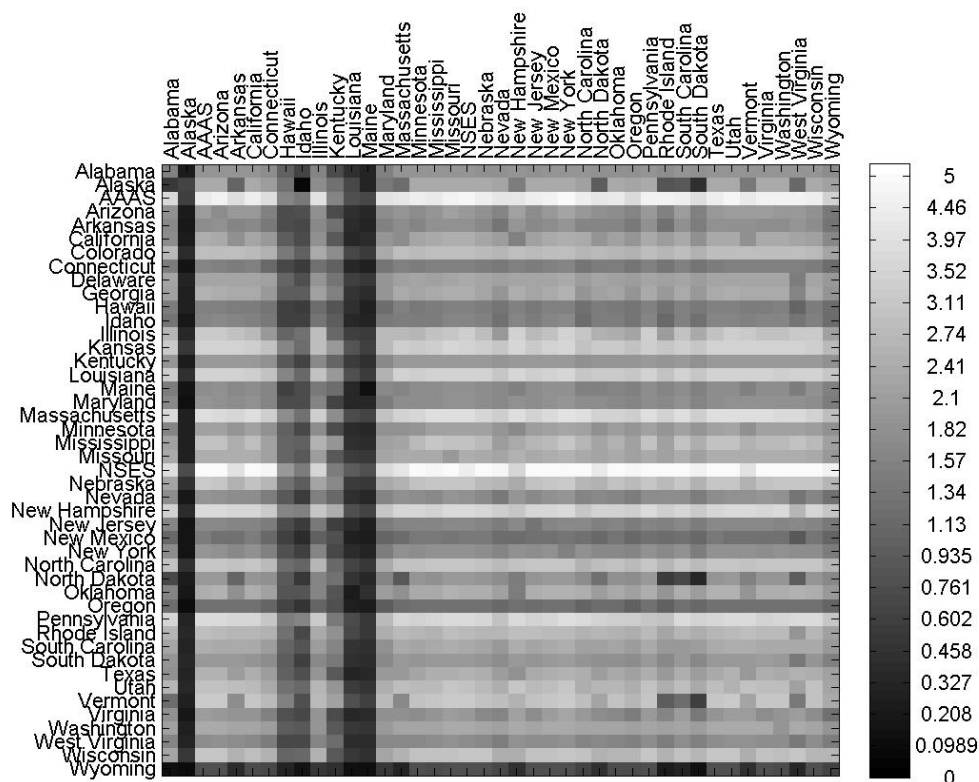 Alabama
Alaska
AAAS
Arizona
Arkansas
California
Connecticut
Hawaii
Idaho
Illinois
Kentucky
Louisiana
Maine
Maryland
Massachusetts
Minnesota
Mississippi
Missouri
NSES
Nebraska
Nevada
New Hampshire
New Jersey
New Mexico
New York
North Carolina
North Dakota
Oklahoma
Oregon
Pennsylvania
Rhode Island
South Carolina
South Dakota
Texas
Utah
Vermont
Virginia
Washington
West Virginia
Wisconsin
Wyoming
Alabama
Alaska
AAAS
Arizona
Arkansas
California
Colorado
Connecticut
Delaware
Georgia
Hawaii
Idaho
Illinois
Kansas
Kentucky
Louisiana
Maine
Maryland
Massachusetts
Minnesota
Mississippi
Missouri
NSES
Nebraska
Nevada
New Hampshire
New Jersey
New Mexico
New York
North Carolina
North Dakota
Oklahoma
Oregon
Pennsylvania
Rhode Island
South Carolina
South Dakota
Texas
Utah
Vermont
Virginia
Washington
West Virginia
Wisconsin
Wyoming
5
4.46
3.97
3.52
3.11
2.74
2.41
2.1
1.82
1.57
1.34
1.13
0.935
0.761
0.602
0.458
0.327
0.208
0.0989
0